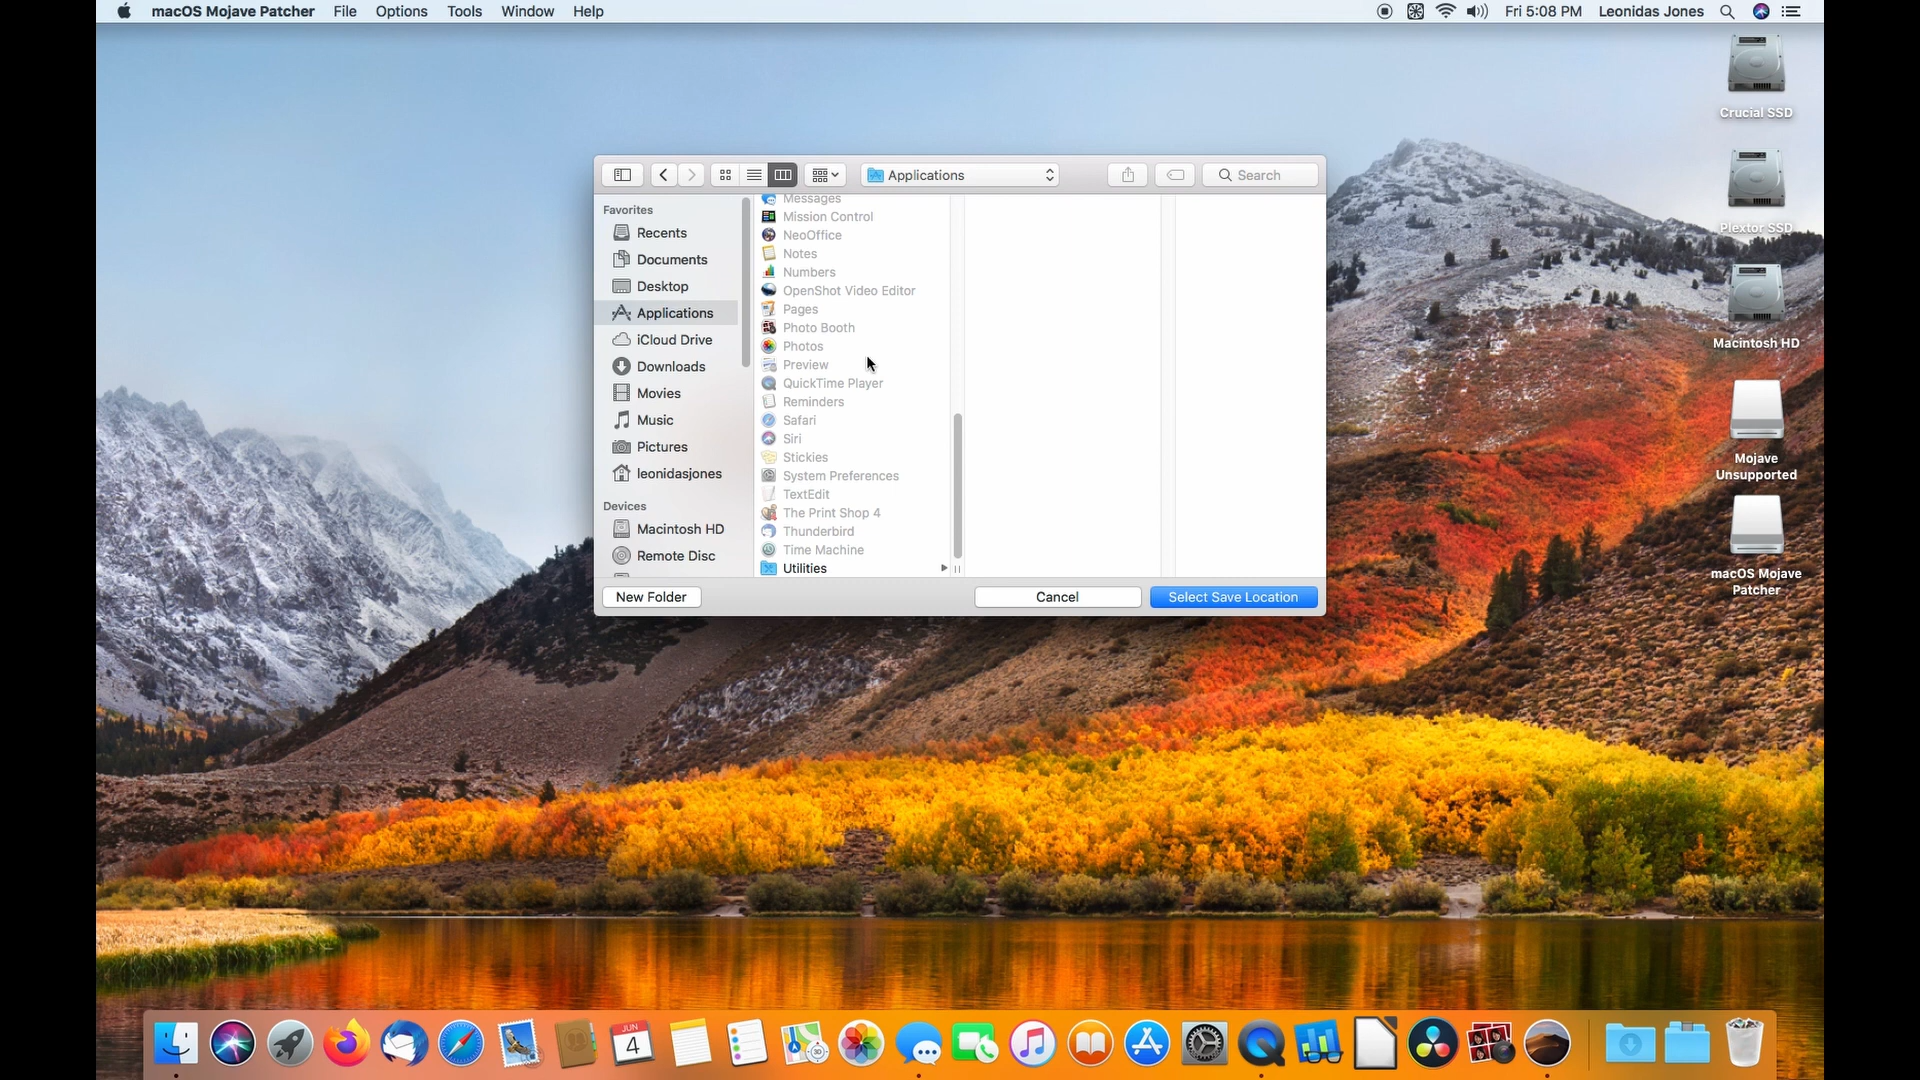 macOS Mojave Patcher File Options Tools Window Help
Fri 5:08 PM Leonidas Jones
Applications
Search
Favorites
Recents
Documents
Desktop
Applications
iCloud Drive
Downloads
Movies
Music
Pictures
leonidasjones
Devices
Macintosh HD
Remote Disc
Messages
Mission Control
NeoOffice
Notes
Numbers
OpenShot Video Editor
Pages
Photo Booth
Photos
Preview
QuickTime Player
Reminders
Safari
Siri
Stickies
System Preferences
TextEdit
The Print Shop 4
Thunderbird
Time Machine
Utilities
New Folder
Cancel
Select Save Location
Crucial SSD
Plextor SSD
Macintosh HD
Mojave
Unsupported
macOS Mojave
Patcher
JUN
4
3D